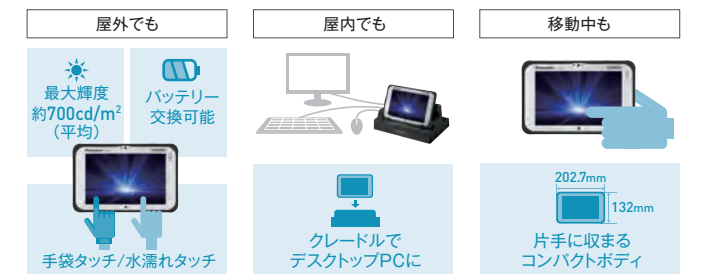 屋外でも
最大輝度
約700cd/m²
（平均）
バッテリー
交換可能
Panasonic
手袋タッチ/水濡れタッチ
屋内でも
クレードルで
デスクトップPCに
移動中も
Panasonic
202.7mm
132mm
片手に収まる
コンパクトボディ